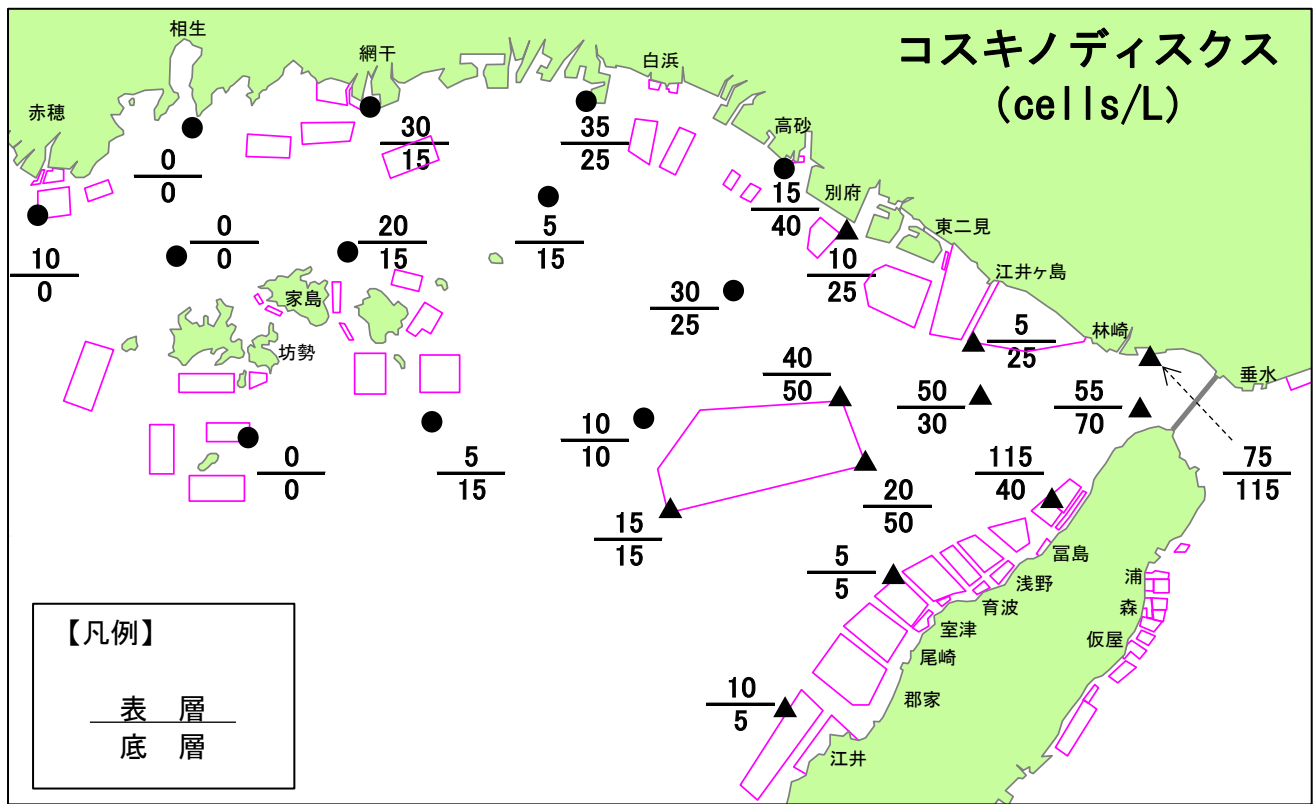 コスキノディスクス
(cells/L)
相生
網干
白浜
赤穂
高砂
別府
東二見
江井ヶ島
林崎
垂水
家島
坊勢
0
0
30
15
35
25
15
40
10
0
0
0
20
15
5
15
10
25
30
25
5
25
40
50
50
30
55
70
75
115
0
0
5
15
10
10
115
40
20
50
15
15
5
5
10
5
冨島
浅野
育波
室津
尾崎
郡家
江井
浦
森
仮屋
【凡例】
表 層
底 層